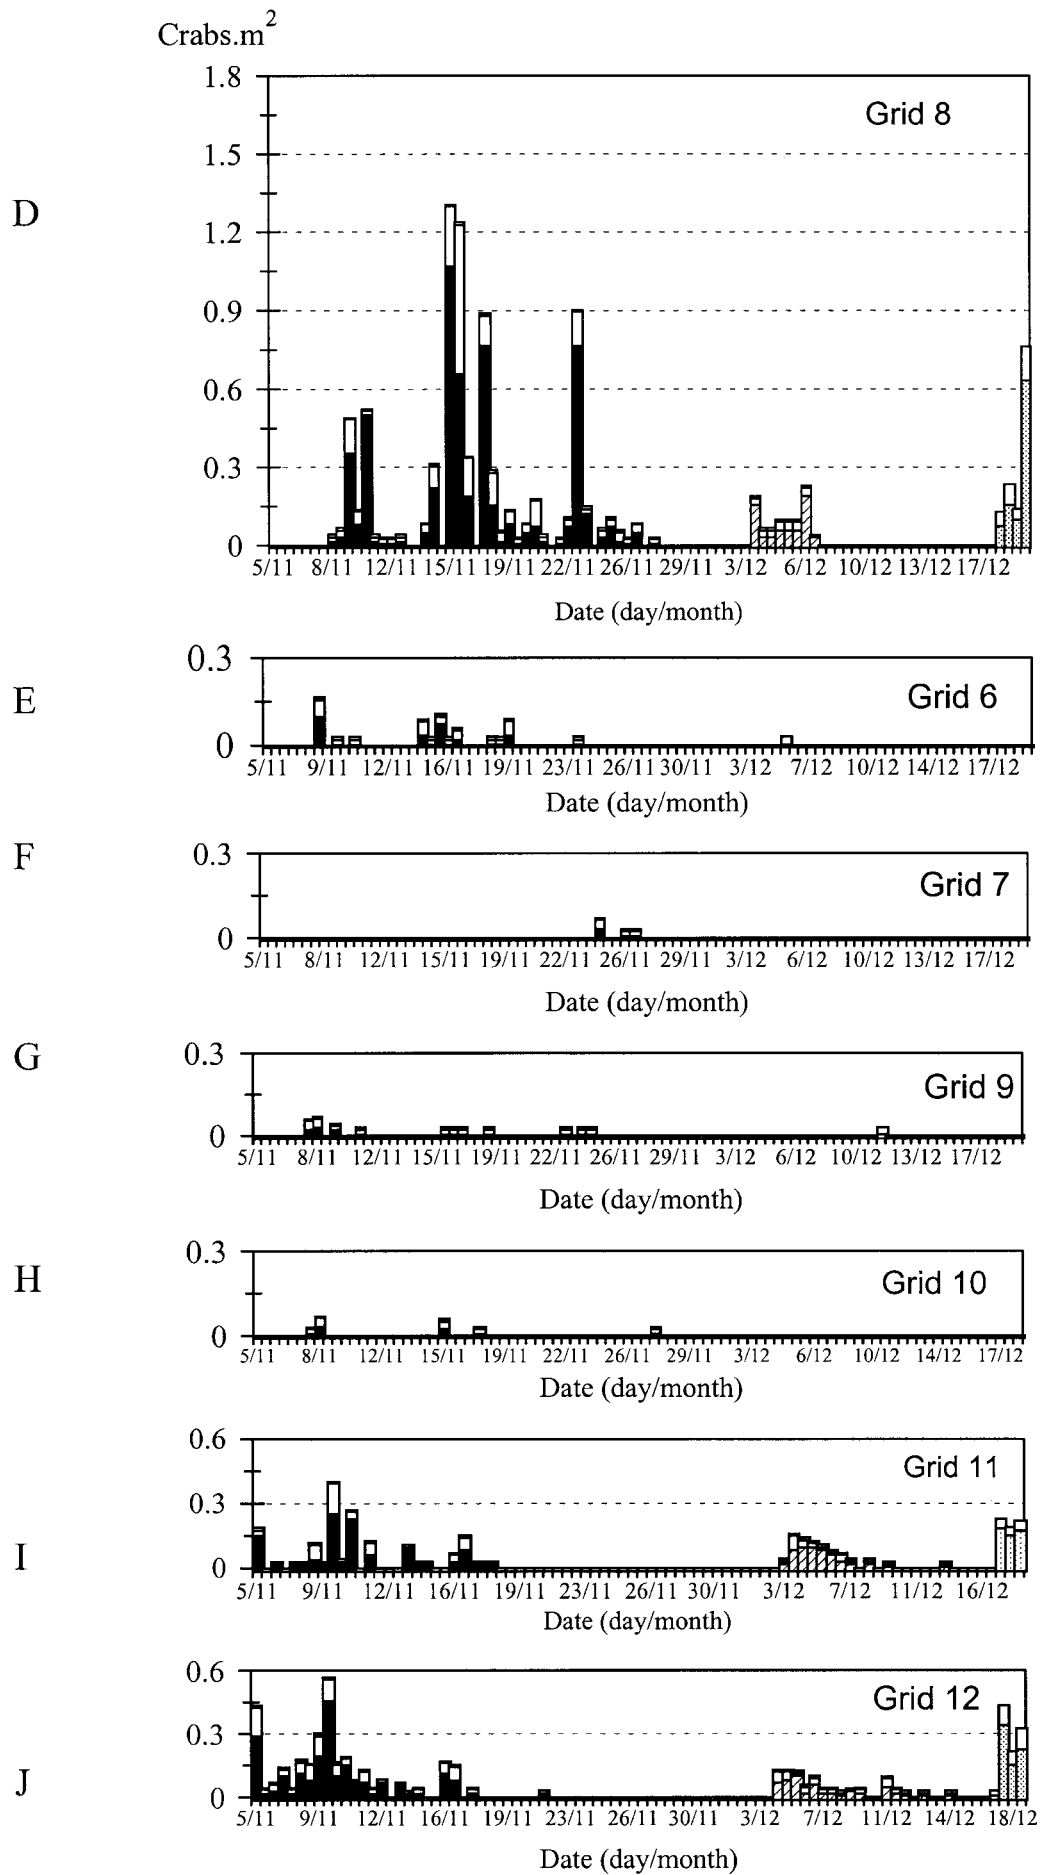 Crabs.m2
D
Grid 8
1.8
1.5
1.2
0.9
0.6
0.3
0
5/11 8/11 12/11 15/11 19/11 22/11 26/11 29/11 3/12 6/12 10/12 13/12 17/12
Date (day/month)
E
Grid 6
0.3
0
5/11 9/11 12/11 16/11 19/11 23/11 26/11 30/11 3/12 7/12 10/12 14/12 17/12
Date (day/month)
F
Grid 7
0.3
0
5/11 8/11 12/11 15/11 19/11 22/11 26/11 29/11 3/12 6/12 10/12 13/12 17/12
Date (day/month)
G
Grid 9
0.3
0
5/11 8/11 12/11 15/11 19/11 22/11 26/11 29/11 3/12 6/12 10/12 13/12 17/12
Date (day/month)
H
Grid 10
0.3
0
5/11 8/11 12/11 15/11 19/11 22/11 26/11 29/11 3/12 6/12 10/12 14/12 17/12
Date (day/month)
I
Grid 11
0.6
0.3
0
5/11 9/11 12/11 16/11 19/11 23/11 26/11 30/11 3/12 7/12 11/12 16/12
Date (day/month)
J
Grid 12
0.6
0.3
0
5/11 9/11 12/11 16/11 19/11 23/11 26/11 30/11 3/12 7/12 11/12 14/12 18/12
Date (day/month)